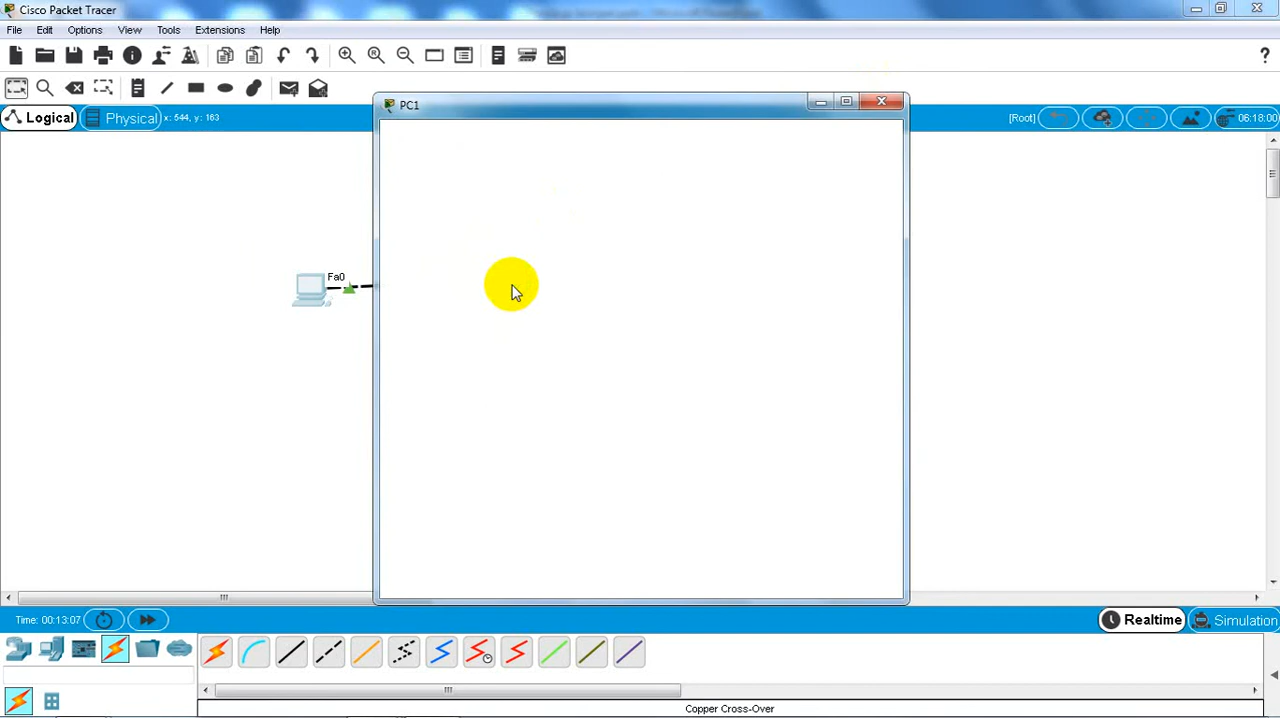 Cisco Packet Tracer
File Edit Options View Tools Extensions Help
Logical Physical x: 544, y: 163 [Root] 06:18:00
PC1
Fa0
Time: 00:13:07 Realtime Simulation
Copper Cross-Over